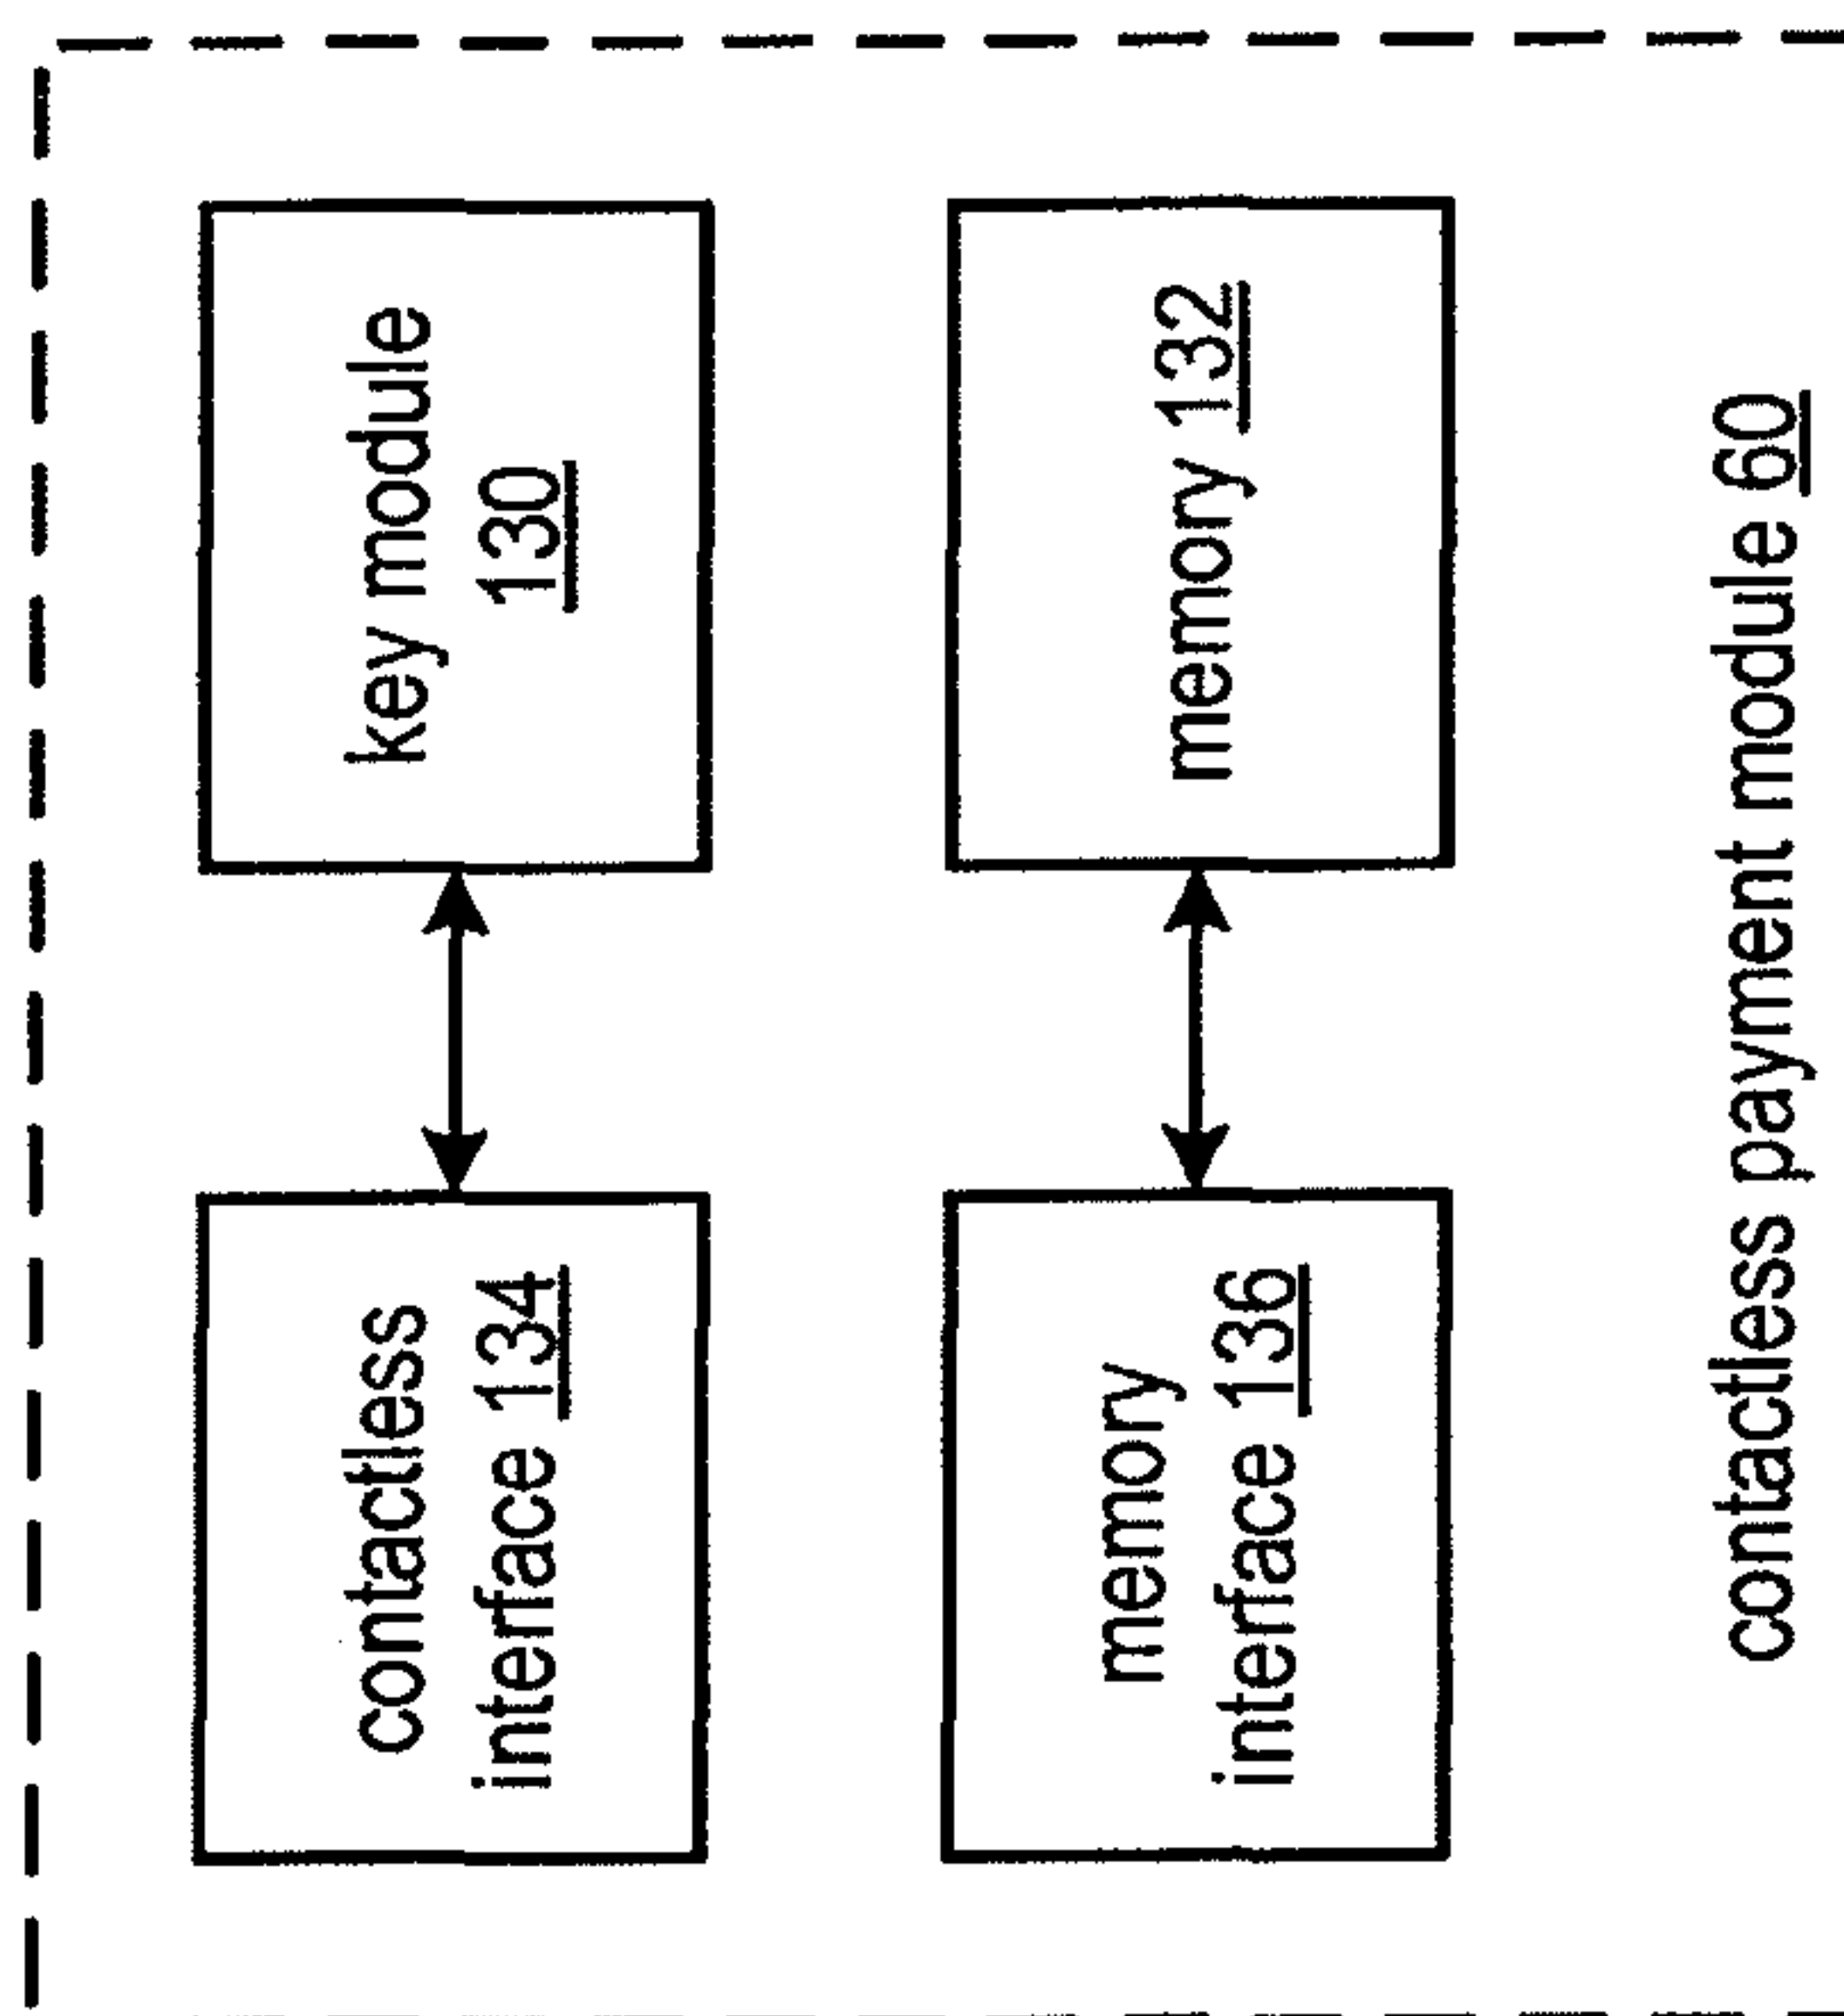 contactless
interface 134
key module
130
memory
interface 136
memory 132
contactless payment module 60